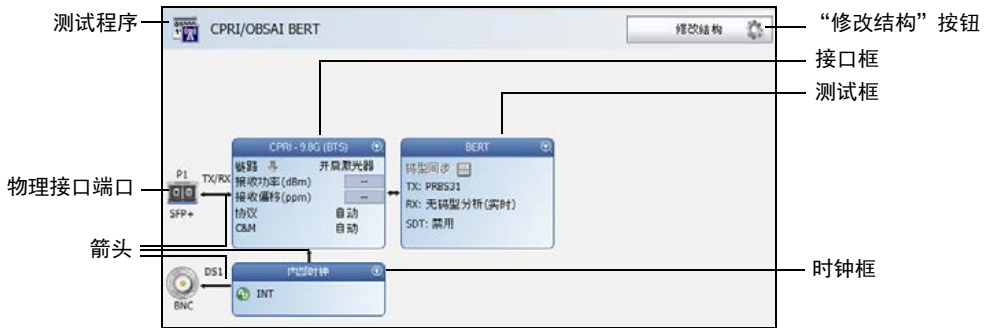 测试程序
CPRI/OBSAI BERT
修改结构
“修改结构”按钮
接口框
测试框
物理接口端口
P1
TX/RX
SFP+
CPRI - 9.8G (BTS)
链路 开启激光器
接收功率(dBm) --
接收偏移(ppm) --
协议 自动
C&M 自动
BERT
码型同步
TX: PRBS31
RX: 无码型分析(实时)
SDT: 禁用
箭头
DS1
BNC
内部时钟
INT
时钟框